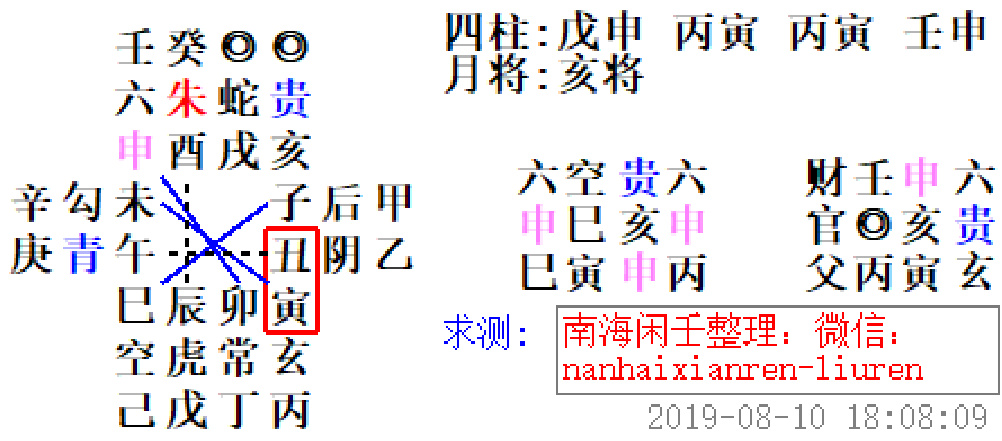 壬癸◎◎
六朱蛇贵
申酉戌亥
辛勾未 子后甲
庚青午 丑阴乙
巳辰卯寅
空虎常玄
己戊丁丙
四柱:戊申 丙寅 丙寅 壬申
月将:亥将
六空贵六 财壬申六
申巳亥申 官◎亥贵
巳寅申丙 父丙寅玄
求测: 南海闲壬整理：微信：
nanhaixianren-liuren
2019-08-10 18:08:09